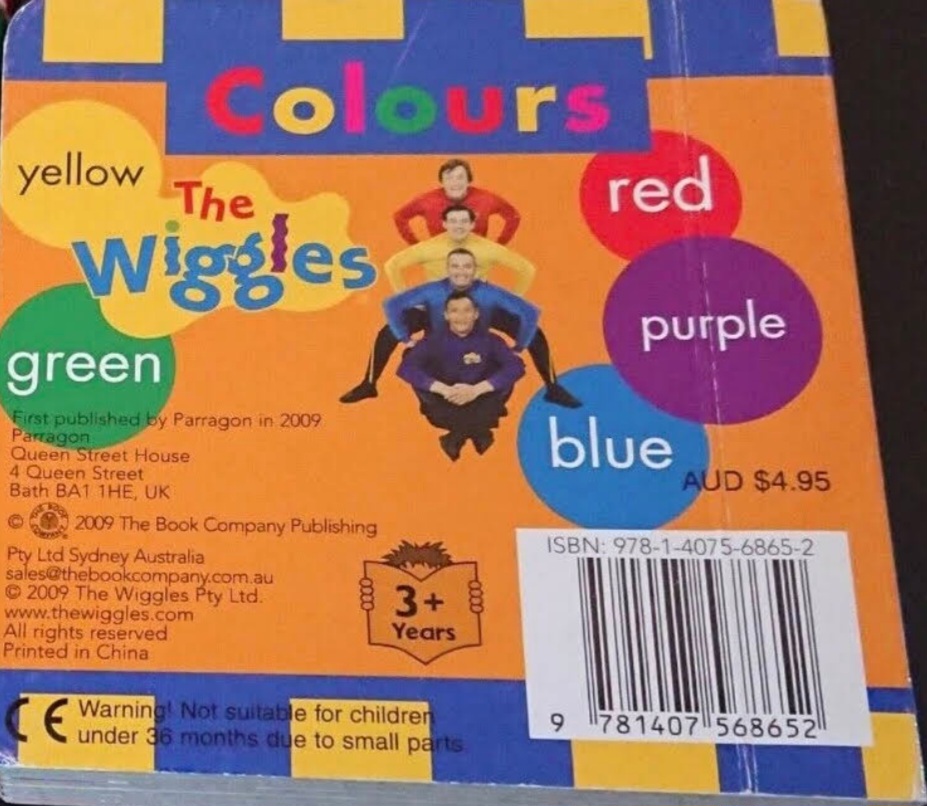 Colours
yellow
The
Wiggles
red
purple
green
blue
First published by Parragon in 2009
Parragon
Queen Street House
4 Queen Street
Bath BA1 1HE, UK
© 2009 The Book Company Publishing
Pty Ltd Sydney Australia
sales@thebookcompany.com.au
© 2009 The Wiggles Pty Ltd.
www.thewiggles.com
All rights reserved
Printed in China
3+
Years
AUD $4.95
ISBN: 978-1-4075-6865-2
9 781407 568652
CE Warning! Not suitable for children
under 36 months due to small parts